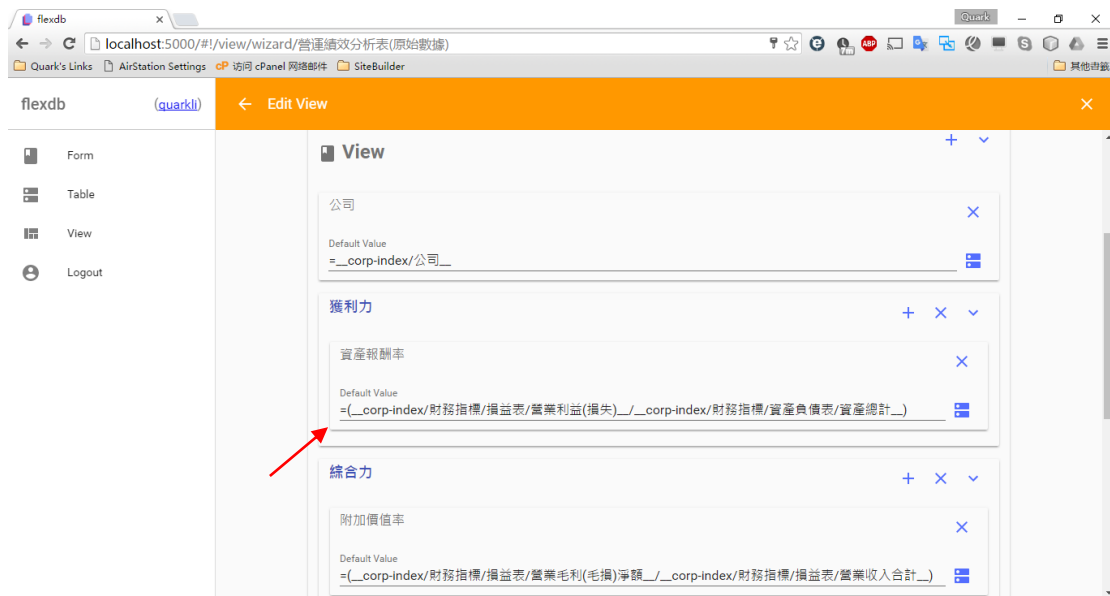 flexdb
Quark
localhost:5000/#!/view/wizard/營運績效分析表(原始數據)
Quark's Links
AirStation Settings
cP 访问 cPanel 网络邮件
SiteBuilder
其他書籤
flexdb
(quarkli)
Edit View
Form
Table
View
Logout
View
公司
Default Value
=__corp-index/公司__
獲利力
資產報酬率
Default Value
=(__corp-index/財務指標/損益表/營業利益(損失)__/__corp-index/財務指標/資產負債表/資產總計__)
綜合力
附加價值率
Default Value
=(__corp-index/財務指標/損益表/營業毛利(毛損)淨額__/__corp-index/財務指標/損益表/營業收入合計__)